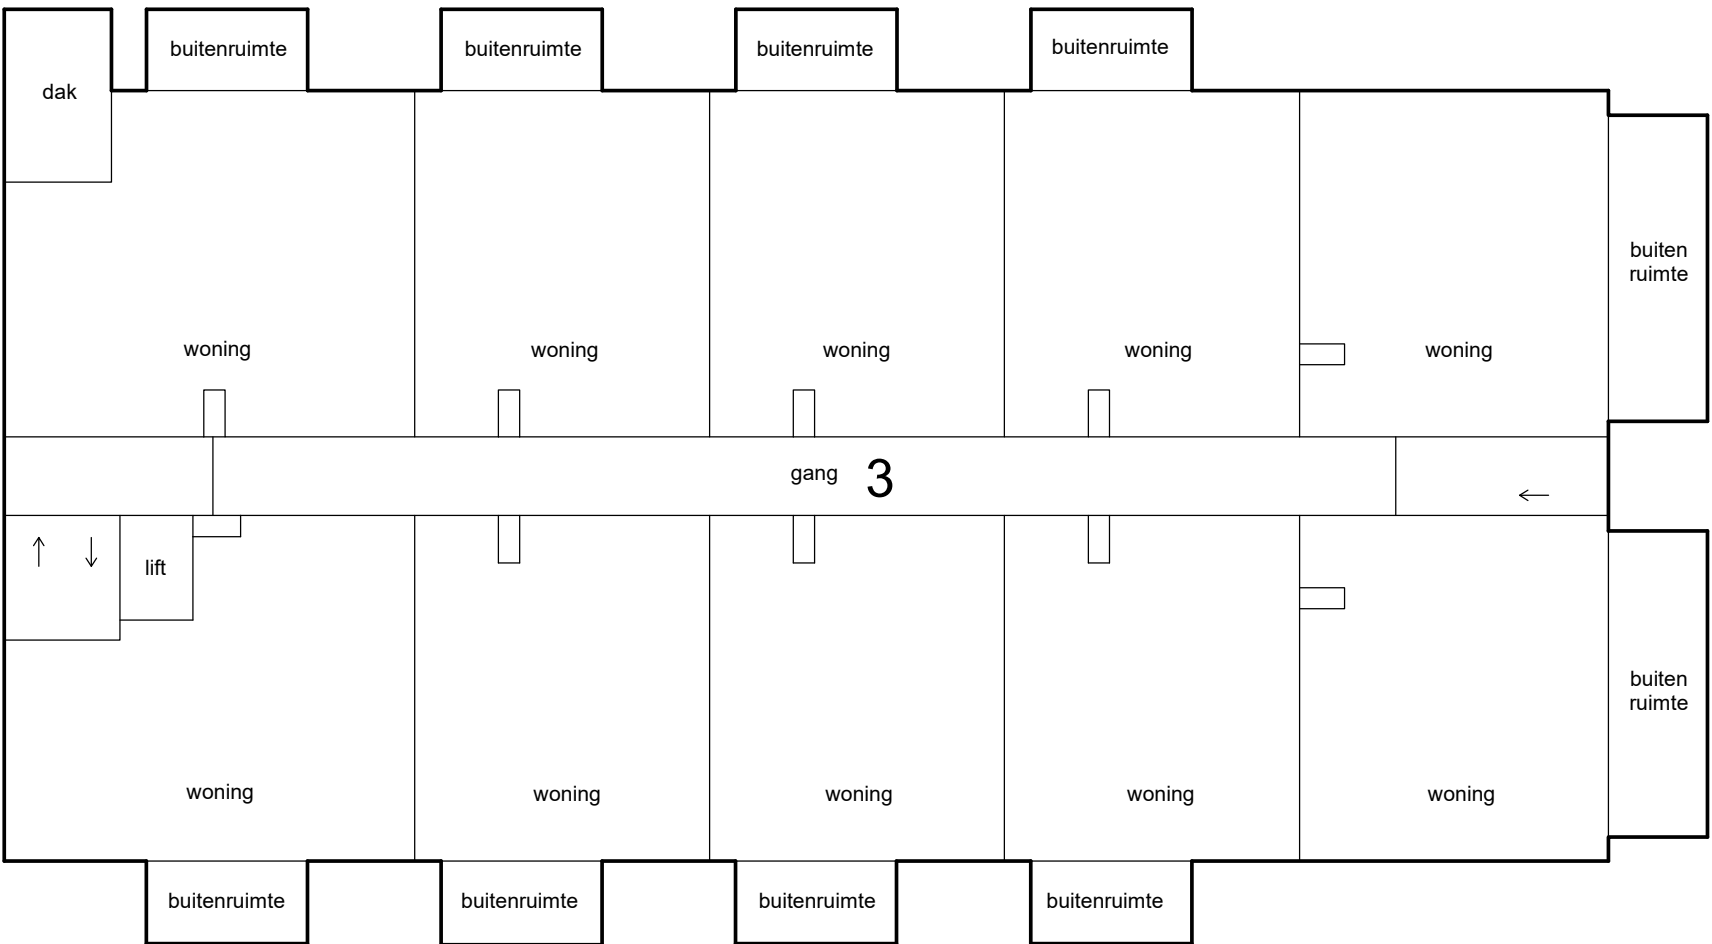 buitenruimte
buitenruimte
buitenruimte
buitenruimte
dak
buiten
ruimte
woning
woning
woning
woning
woning
gang 3
lift
buiten
ruimte
woning
woning
woning
woning
woning
buitenruimte
buitenruimte
buitenruimte
buitenruimte